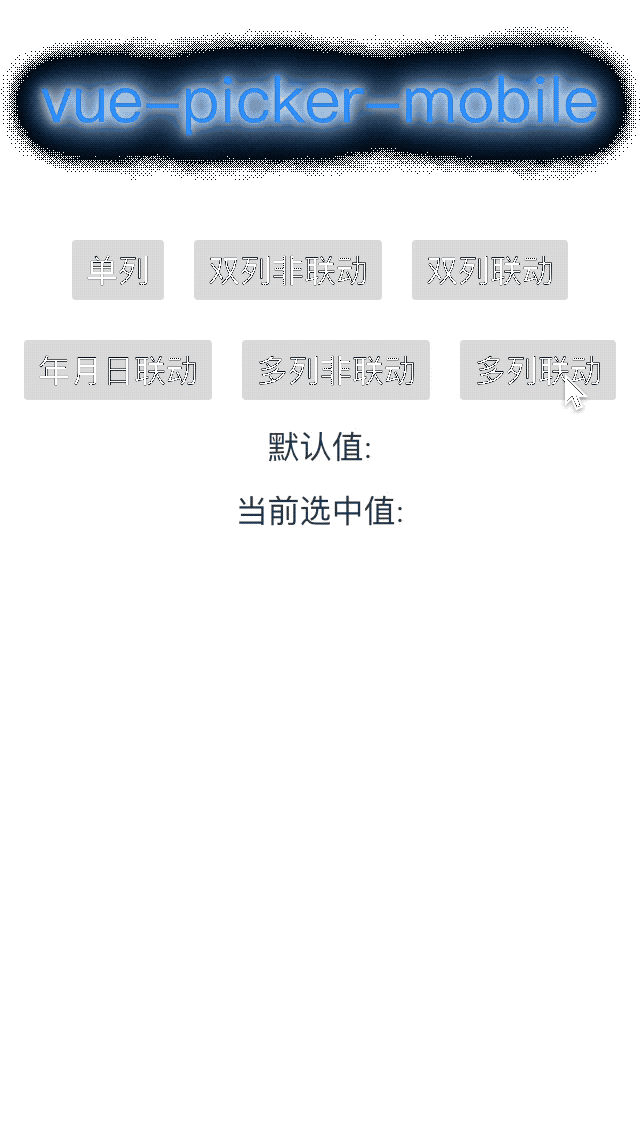 vue-picker-mobile
单列 双列非联动 双列联动
年月日联动 多列非联动 多列联动
默认值:
当前选中值: